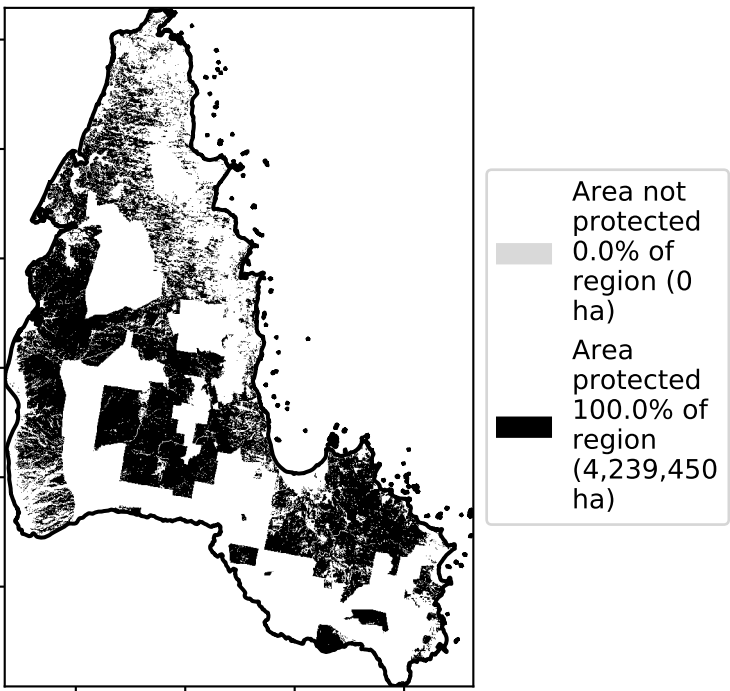 Area not
protected
0.0% of
region (0
ha)
Area
protected
100.0% of
region
(4,239,450
ha)